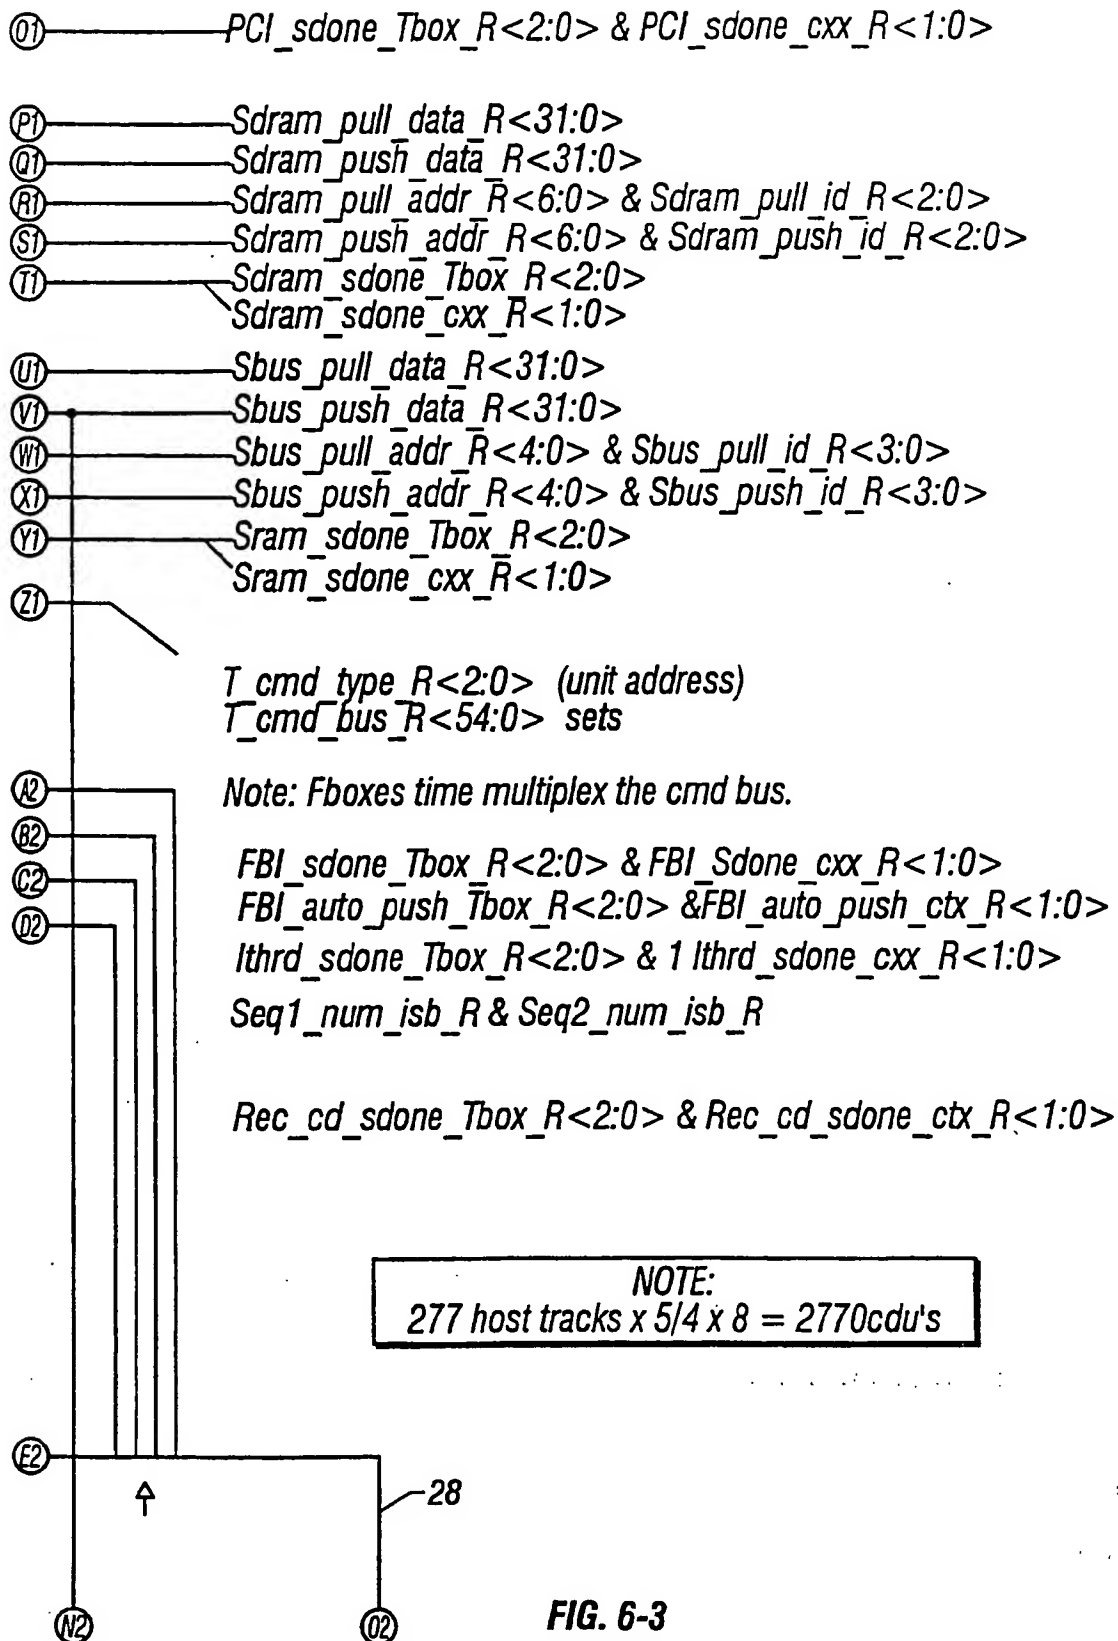 O1 PCI_sdone_Tbox_R<2:0> & PCI_sdone_cxx_R<1:0>
P1 Sdram_pull_data_R<31:0>
Q1 Sdram_push_data_R<31:0>
R1 Sdram_pull_addr_R<6:0> & Sdram_pull_id_R<2:0>
S1 Sdram_push_addr_R<6:0> & Sdram_push_id_R<2:0>
T1 Sdram_sdone_Tbox_R<2:0>
Sdram_sdone_cxx_R<1:0>
U1 Sbus_pull_data_R<31:0>
V1 Sbus_push_data_R<31:0>
W1 Sbus_pull_addr_R<4:0> & Sbus_pull_id_R<3:0>
X1 Sbus_push_addr_R<4:0> & Sbus_push_id_R<3:0>
Y1 Sram_sdone_Tbox_R<2:0>
Sram_sdone_cxx_R<1:0>
Z1
T_cmd_type_R<2:0> (unit address)
T_cmd_bus_R<54:0> sets
A2 Note: Fboxes time multiplex the cmd bus.
B2
FBI_sdone_Tbox_R<2:0> & FBI_Sdone_cxx_R<1:0>
C2
FBI_auto_push_Tbox_R<2:0> &FBI_auto_push_ctx_R<1:0>
D2
Ithrd_sdone_Tbox_R<2:0> & 1 Ithrd_sdone_cxx_R<1:0>
Seq1_num_isb_R & Seq2_num_isb_R
Rec_cd_sdone_Tbox_R<2:0> & Rec_cd_sdone_ctx_R<1:0>
NOTE:
277 host tracks x 5/4 x 8 = 2770cdu's
E2
28
N2 O2
FIG. 6-3